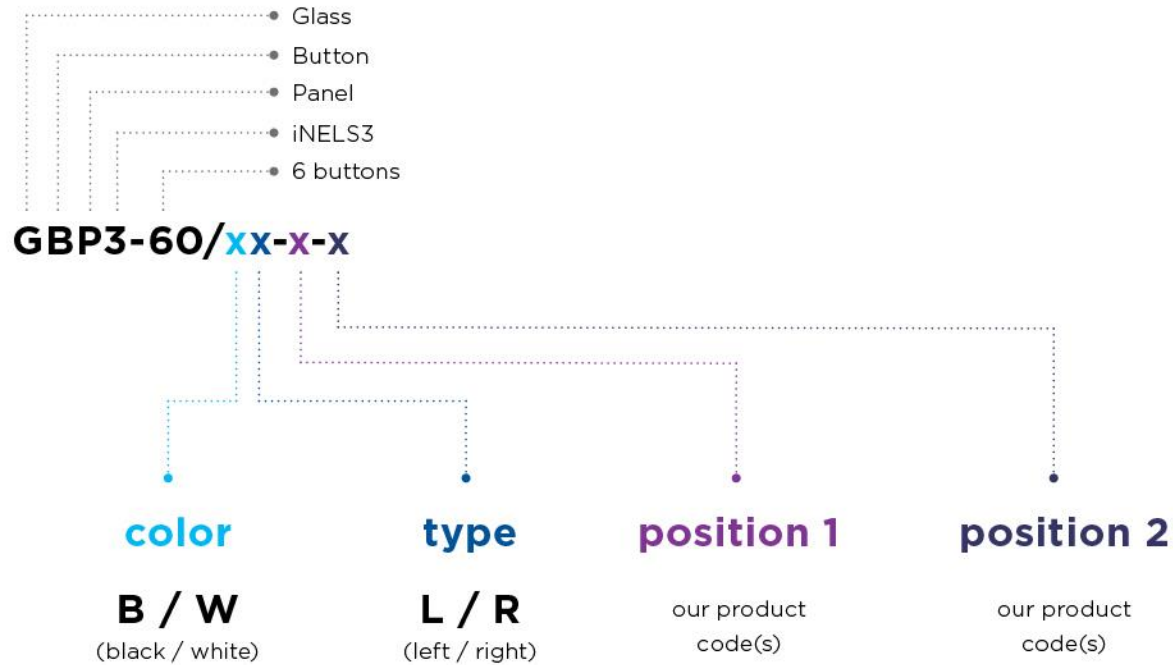 Glass
Button
Panel
iNELS3
6 buttons
GBP3-60/xx-x-x
color
type
position 1
position 2
B / W
L / R
our product
our product
(black / white)
(left / right)
code(s)
code(s)